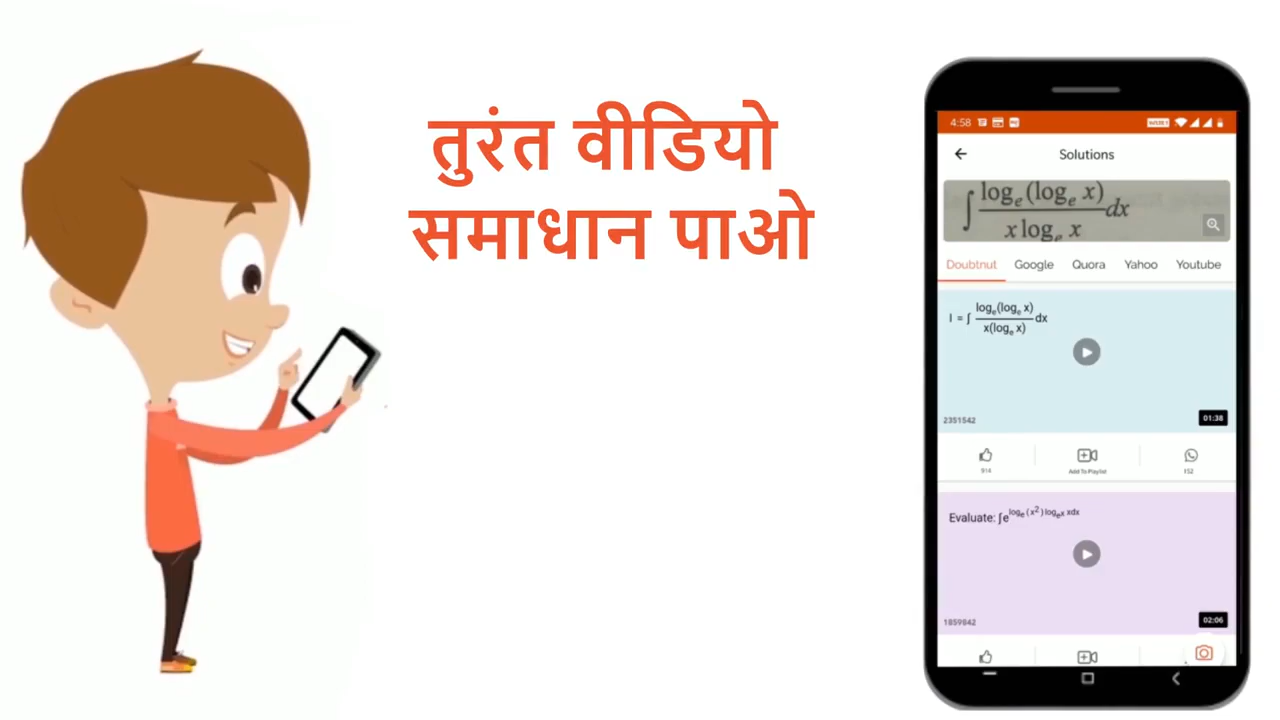 तुरंत वीडियो
समाधान पाओ
4:58
Solutions
∫ logₑ(logₑ x) / x logₑ x dx
Doubtnut Google Quora Yahoo Youtube
I = ∫ logₑ(logₑ x) / x(logₑ x) dx
2351542 01:38
914 Add To Playlist 152
Evaluate: ∫e^logₑ(x²)logₑx xdx
1859842 02:06